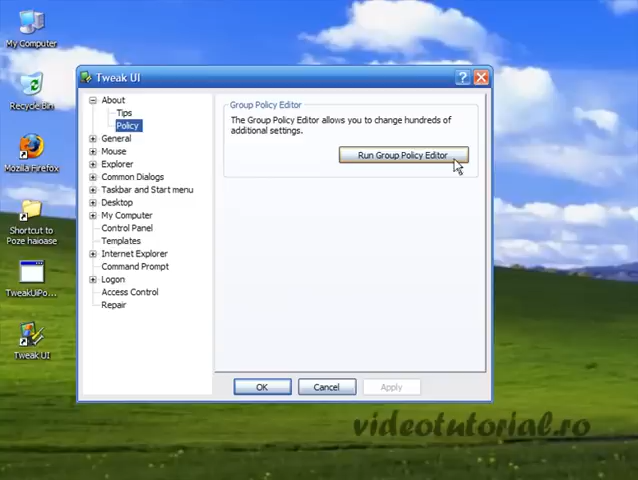 My Computer
Recycle Bin
Mozilla Firefox
Shortcut to
Poze haioase
TweakUiPo...
Tweak UI
Tweak UI
About
Tips
Policy
General
Mouse
Explorer
Common Dialogs
Taskbar and Start menu
Desktop
My Computer
Control Panel
Templates
Internet Explorer
Command Prompt
Logon
Access Control
Repair
Group Policy Editor
The Group Policy Editor allows you to change hundreds of
additional settings.
Run Group Policy Editor
OK
Cancel
Apply
videotutorial.ro